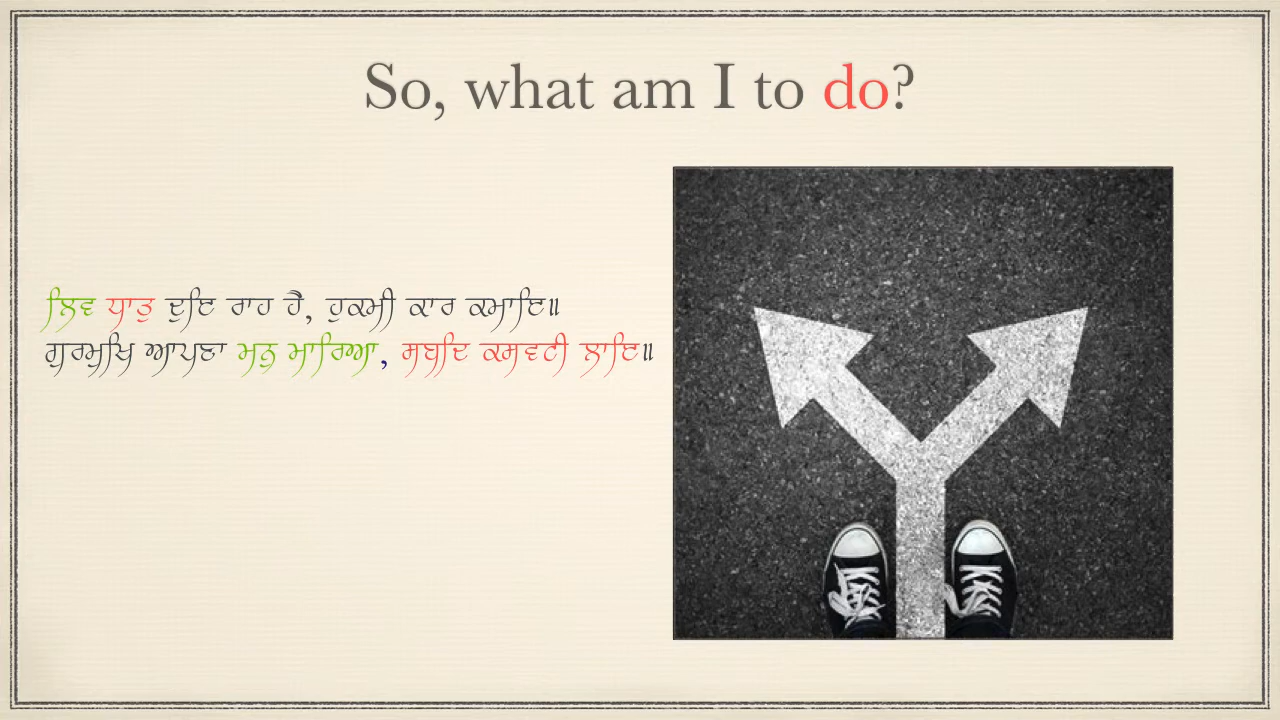 So, what am I to do?
ਲਿਵ ਧਾਤੁ ਦੁਇ ਰਾਹ ਹੈ, ਹੁਕਮੀ ਕਾਰ ਕਮਾਇ॥
ਗੁਰਮੁਖਿ ਆਪਣਾ ਮਨੁ ਮਾਰਿਆ, ਸਬਦਿ ਕਸਵਟੀ ਲਾਇ॥